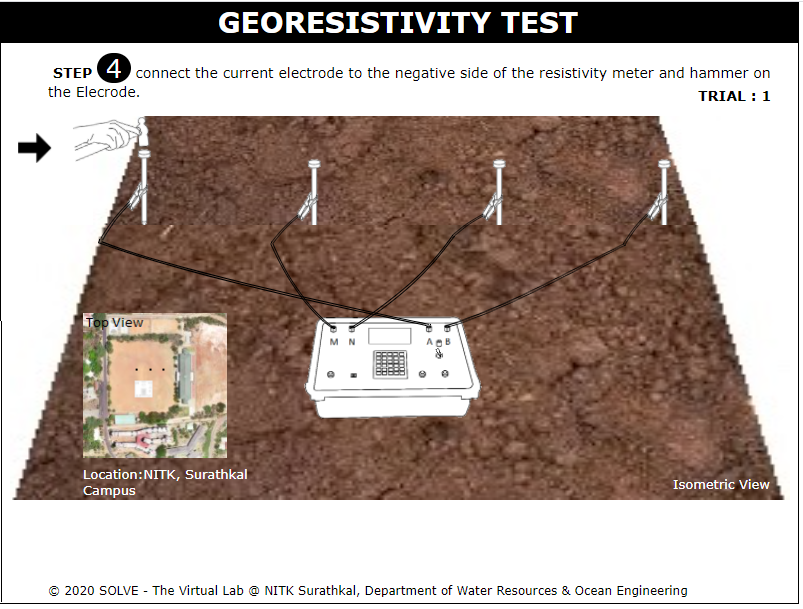 GEORESISTIVITY TEST
STEP 4 connect the current electrode to the negative side of the resistivity meter and hammer on
the Elecrode.
TRIAL : 1
Top View
M N A B
Location:NITK, Surathkal
Campus
Isometric View
© 2020 SOLVE - The Virtual Lab @ NITK Surathkal, Department of Water Resources & Ocean Engineering